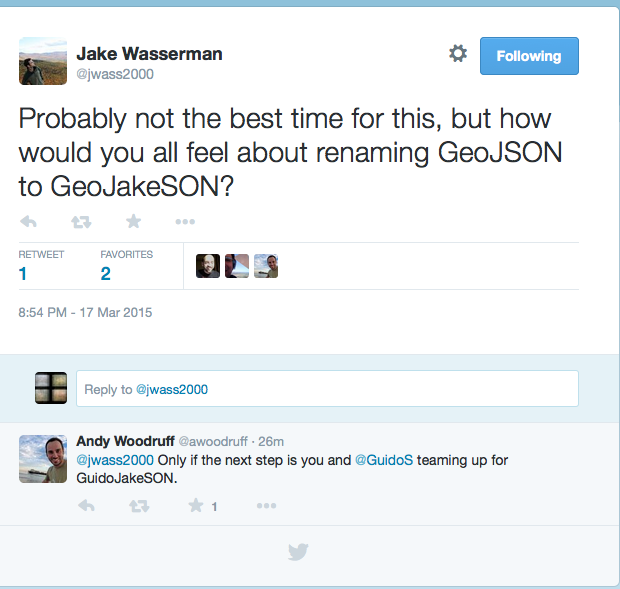 Jake Wasserman
@jwass2000
Following
Probably not the best time for this, but how
would you all feel about renaming GeoJSON
to GeoJakeSON?
RETWEET
FAVORITES
1
2
8:54 PM - 17 Mar 2015
Reply to @jwass2000
Andy Woodruff @awoodruff · 26m
@jwass2000 Only if the next step is you and @GuidoS teaming up for
GuidoJakeSON.
1